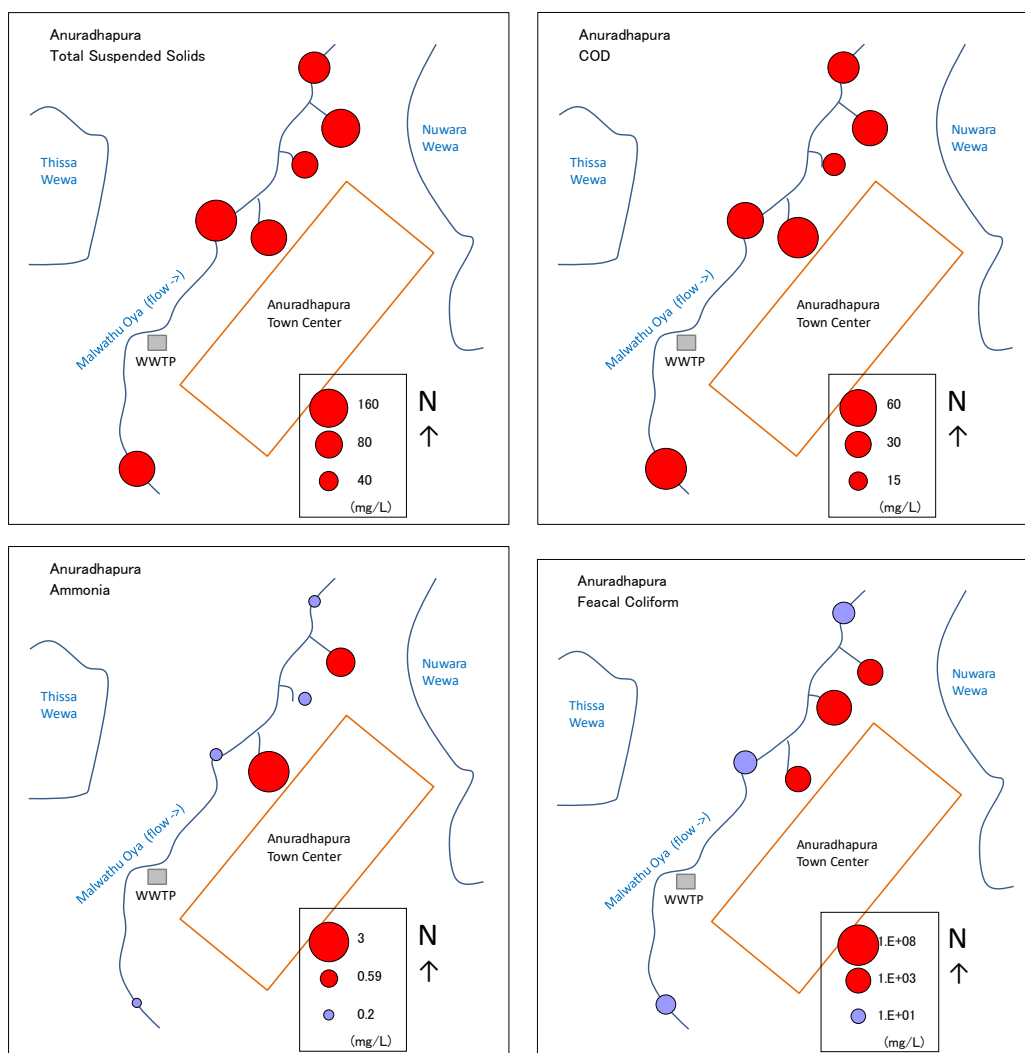 Anuradhapura
Total Suspended Solids
Thissa
Wewa
Nuwara
Wewa
Malwathu Oya (flow ->)
Anuradhapura
Town Center
WWTP
160
80
40
(mg/L)
N
↑
Anuradhapura
COD
Thissa
Wewa
Nuwara
Wewa
Malwathu Oya (flow ->)
Anuradhapura
Town Center
WWTP
60
30
15
(mg/L)
N
↑
Anuradhapura
Ammonia
Thissa
Wewa
Nuwara
Wewa
Malwathu Oya (flow ->)
Anuradhapura
Town Center
WWTP
3
0.59
0.2
(mg/L)
N
↑
Anuradhapura
Feacal Coliform
Thissa
Wewa
Nuwara
Wewa
Malwathu Oya (flow ->)
Anuradhapura
Town Center
WWTP
1.E+08
1.E+03
1.E+01
(mg/L)
N
↑